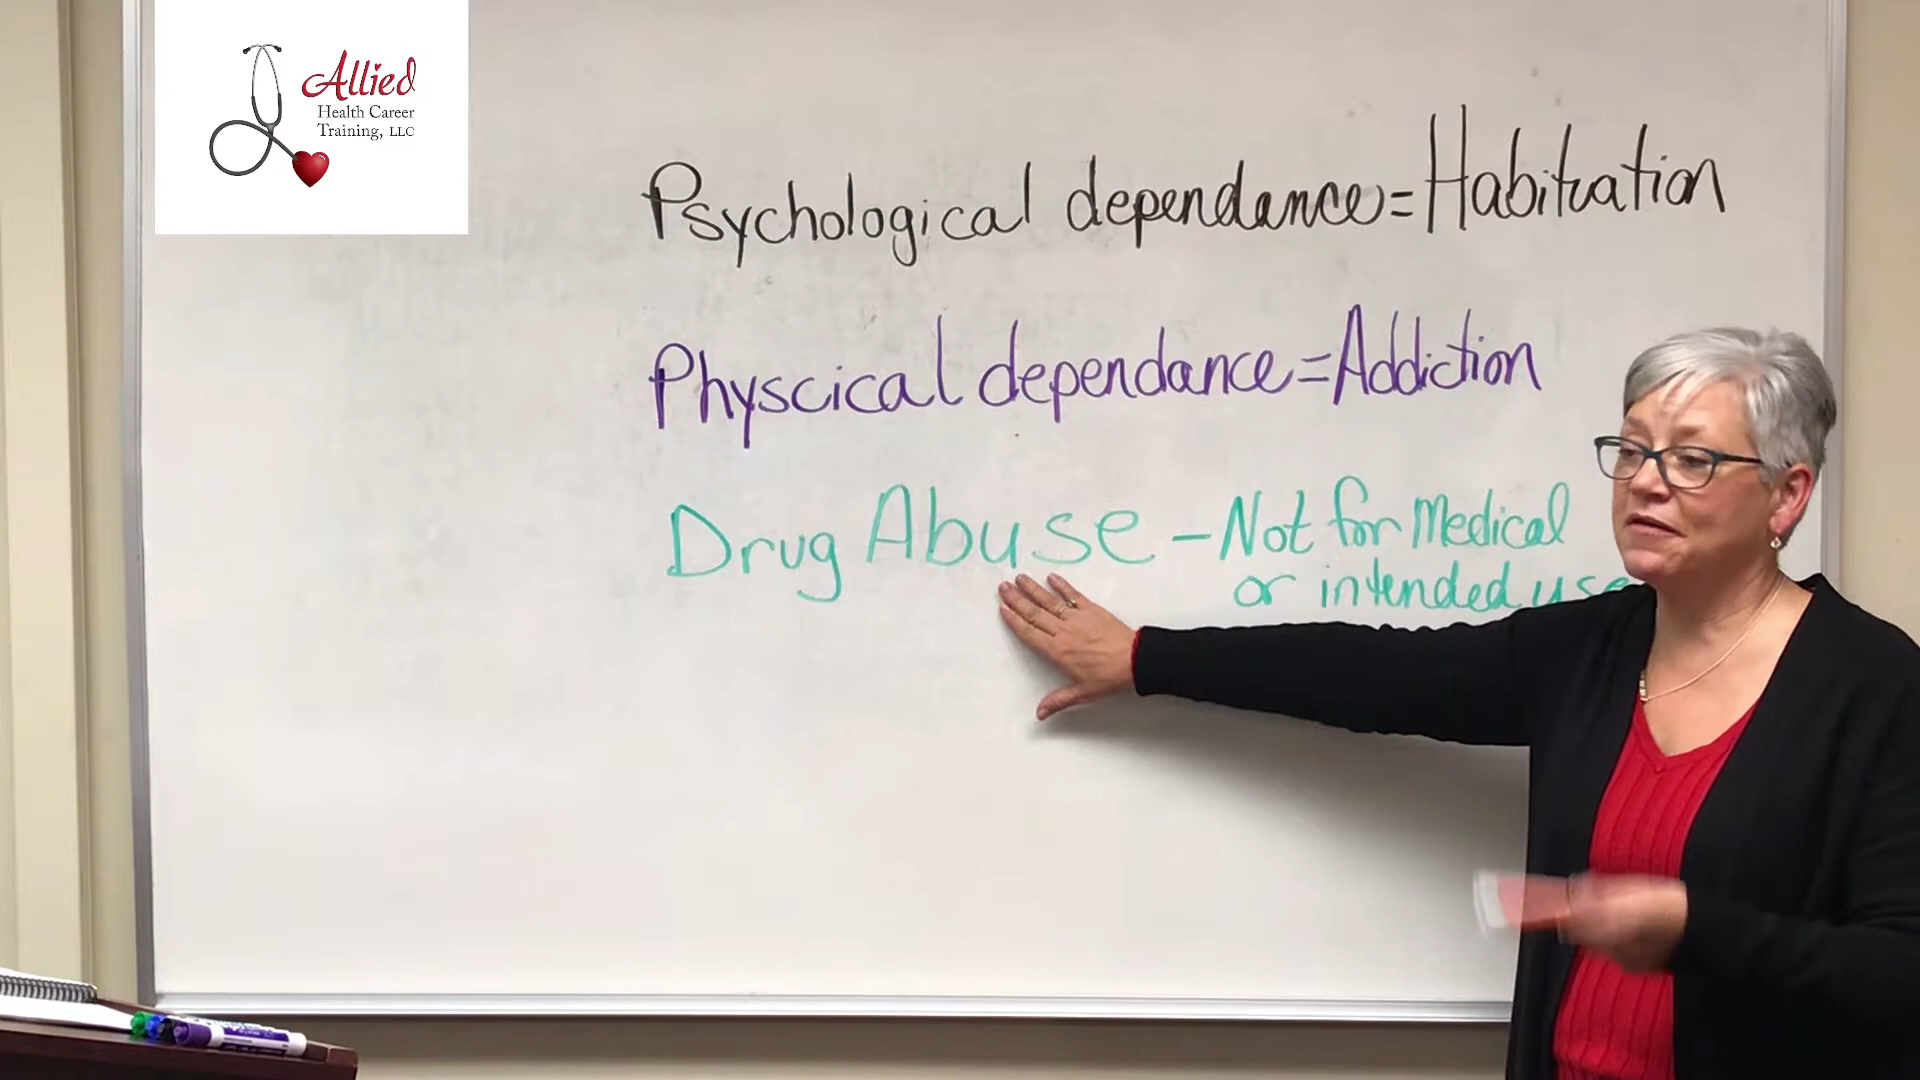 Allied
Health Career
Training, LLC
Psychological dependance=Habituation
Physcical dependance=Addiction
Drug Abuse - Not for Medical
or intended use